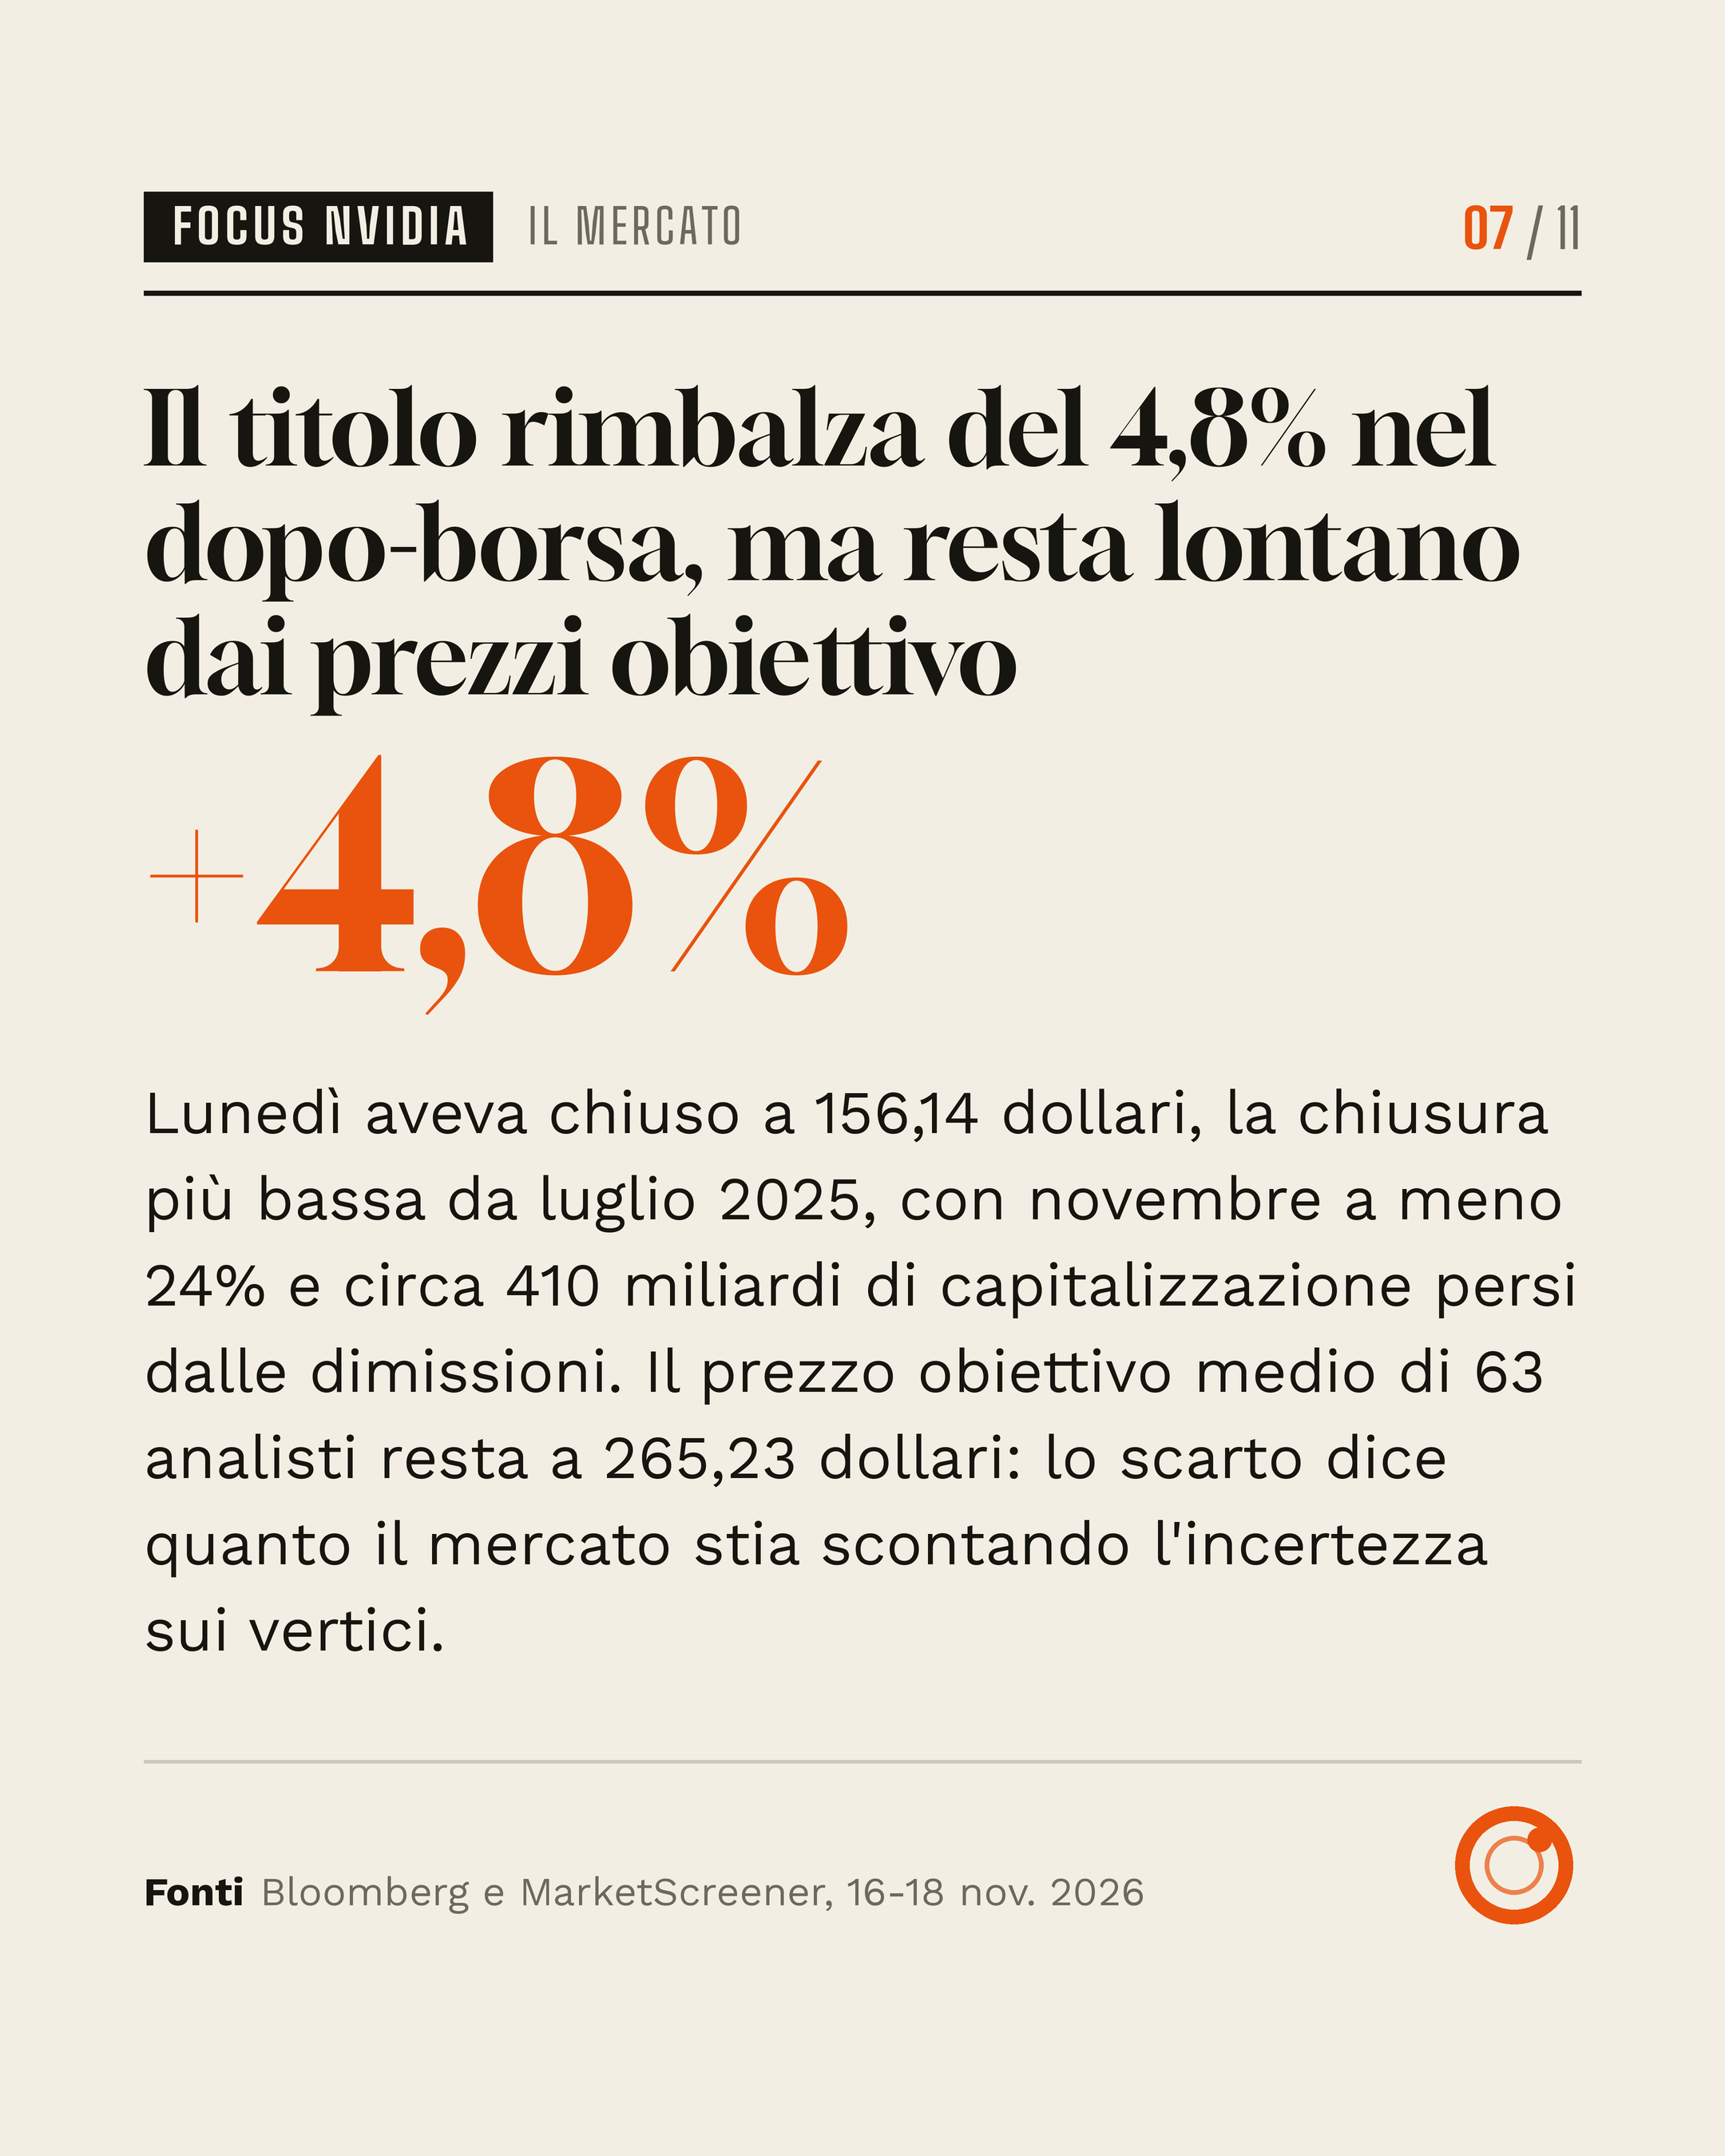 FOCUS NVIDIA IL MERCATO 07 / 11
Il titolo rimbalza del 4,8% nel
dopo-borsa, ma resta lontano
dai prezzi obiettivo
+4,8%
Lunedì aveva chiuso a 156,14 dollari, la chiusura
più bassa da luglio 2025, con novembre a meno
24% e circa 410 miliardi di capitalizzazione persi
dalle dimissioni. Il prezzo obiettivo medio di 63
analisti resta a 265,23 dollari: lo scarto dice
quanto il mercato stia scontando l'incertezza
sui vertici.
Fonti Bloomberg e MarketScreener, 16-18 nov. 2026